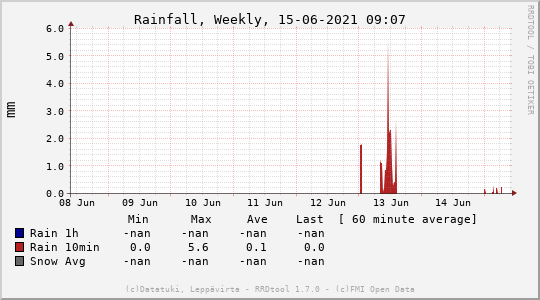 Rainfall, Weekly, 15-06-2021 09:07
RRDTOOL / TOBI OETIKER
mm
6.0
5.0
4.0
3.0
2.0
1.0
0.0
08 Jun 09 Jun 10 Jun 11 Jun 12 Jun 13 Jun 14 Jun
Min Max Ave Last [ 60 minute average]
Rain 1h -nan -nan -nan -nan
Rain 10min 0.0 5.6 0.1 0.0
Snow Avg -nan -nan -nan -nan
(c)Datatuki, Leppävirta - RRDtool 1.7.0 - (c)FMI Open Data